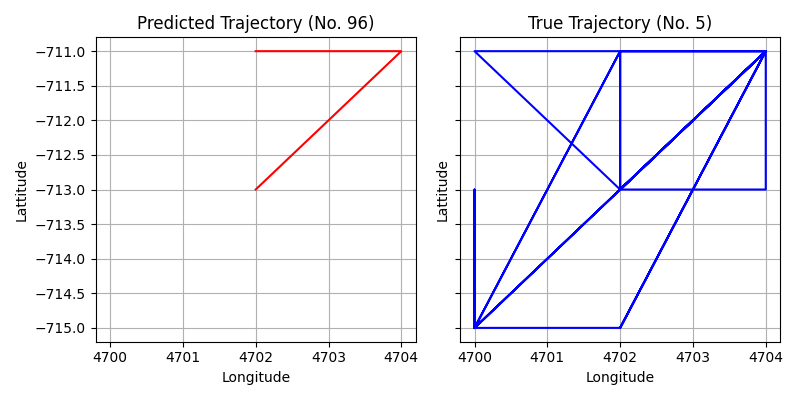 Predicted Trajectory (No. 96)
True Trajectory (No. 5)
−711.0
−711.5
−712.0
−712.5
−713.0
−713.5
−714.0
−714.5
−715.0
Lattitude
Lattitude
4700 4701 4702 4703 4704
4700 4701 4702 4703 4704
Longitude
Longitude